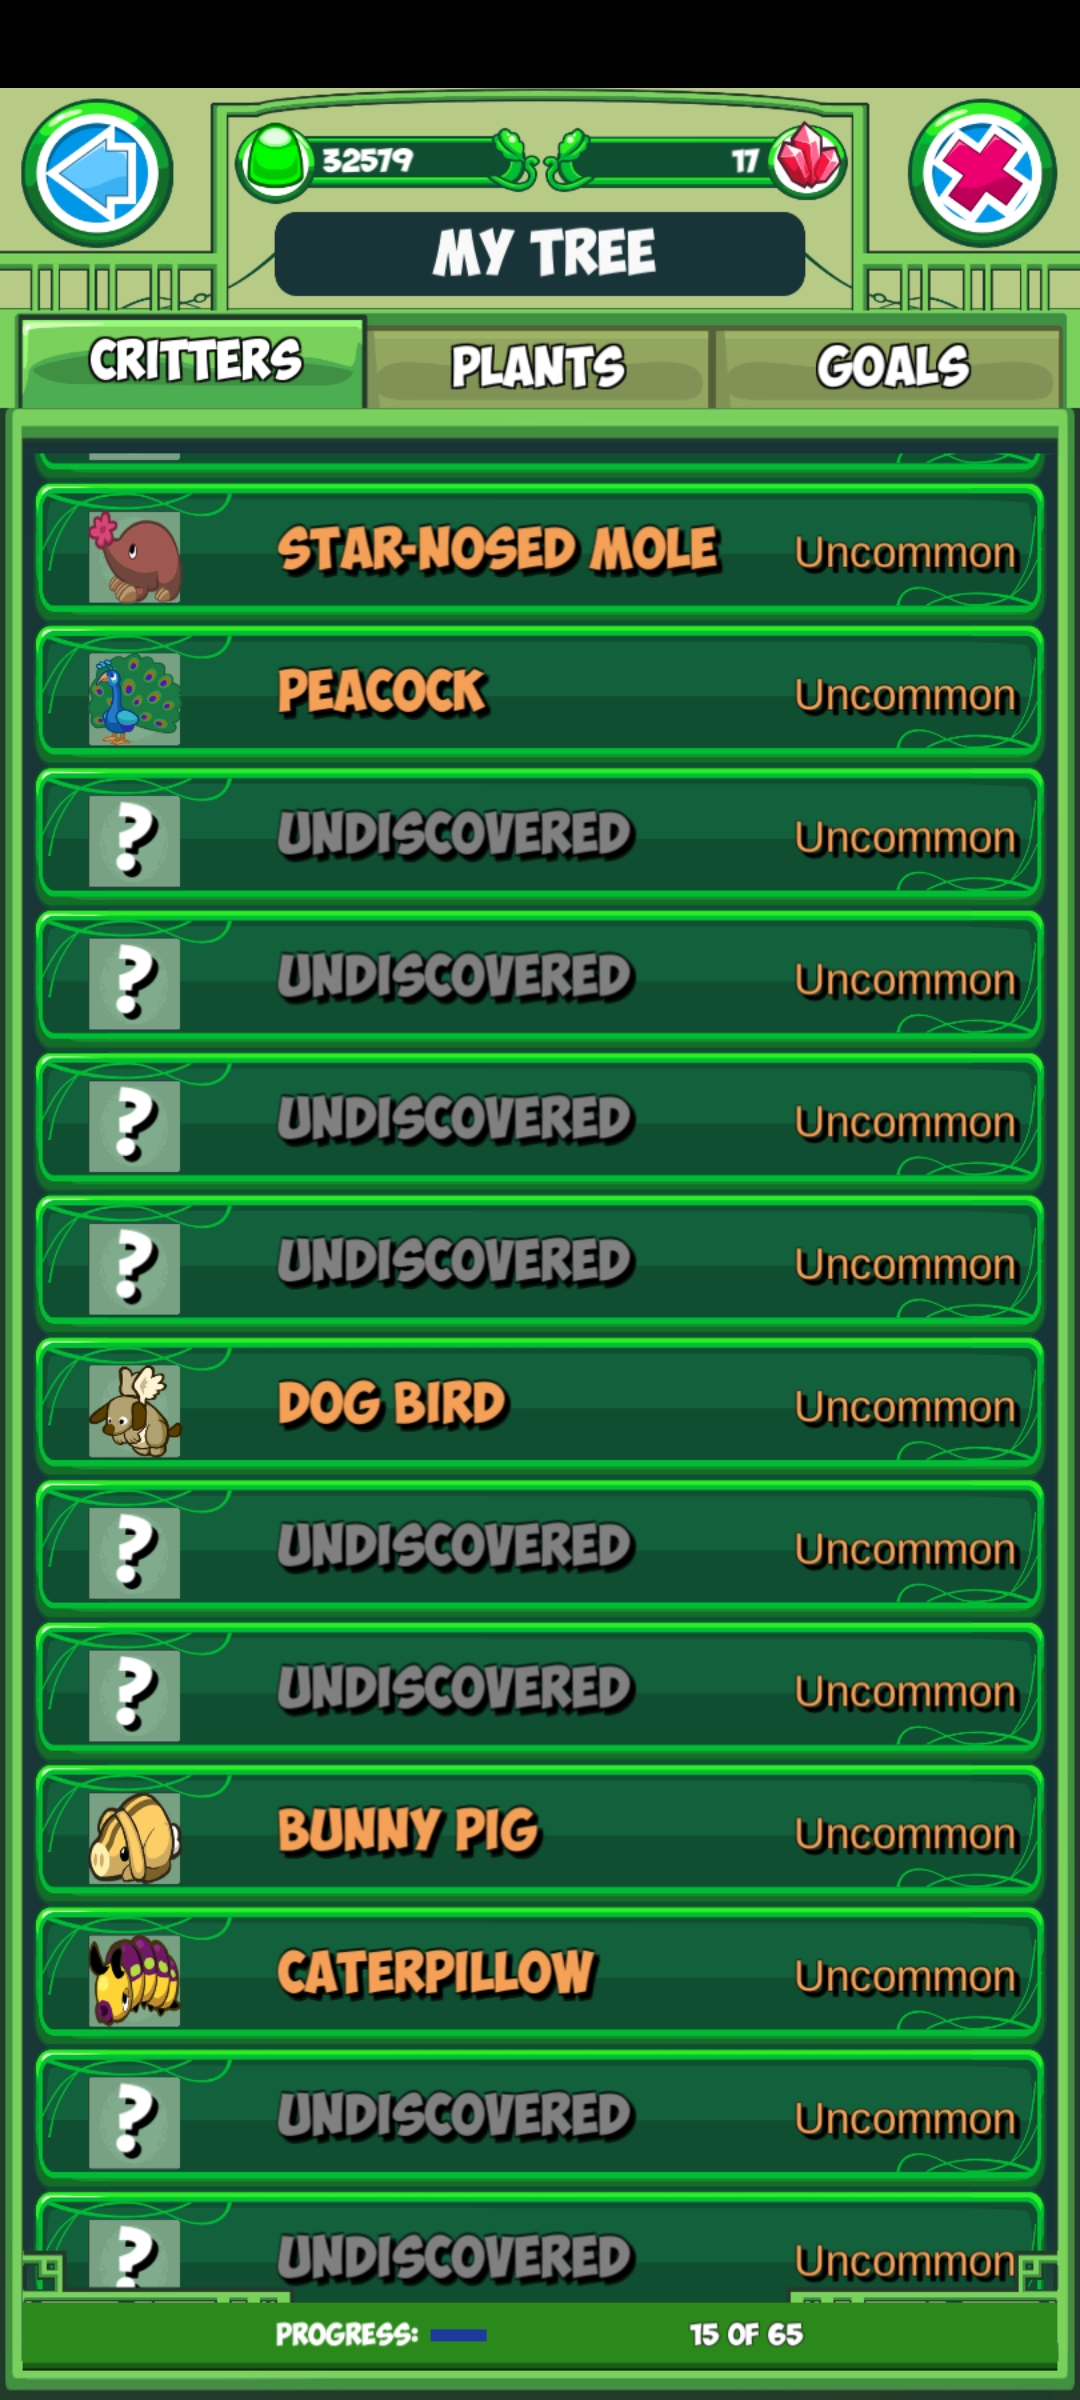 32579
17
MY TREE
CRITTERS PLANTS GOALS
STAR-NOSED MOLE Uncommon
PEACOCK Uncommon
? UNDISCOVERED Uncommon
? UNDISCOVERED Uncommon
? UNDISCOVERED Uncommon
? UNDISCOVERED Uncommon
DOG BIRD Uncommon
? UNDISCOVERED Uncommon
? UNDISCOVERED Uncommon
BUNNY PIG Uncommon
CATERPILLOW Uncommon
? UNDISCOVERED Uncommon
? UNDISCOVERED Uncommon
PROGRESS: 15 OF 65